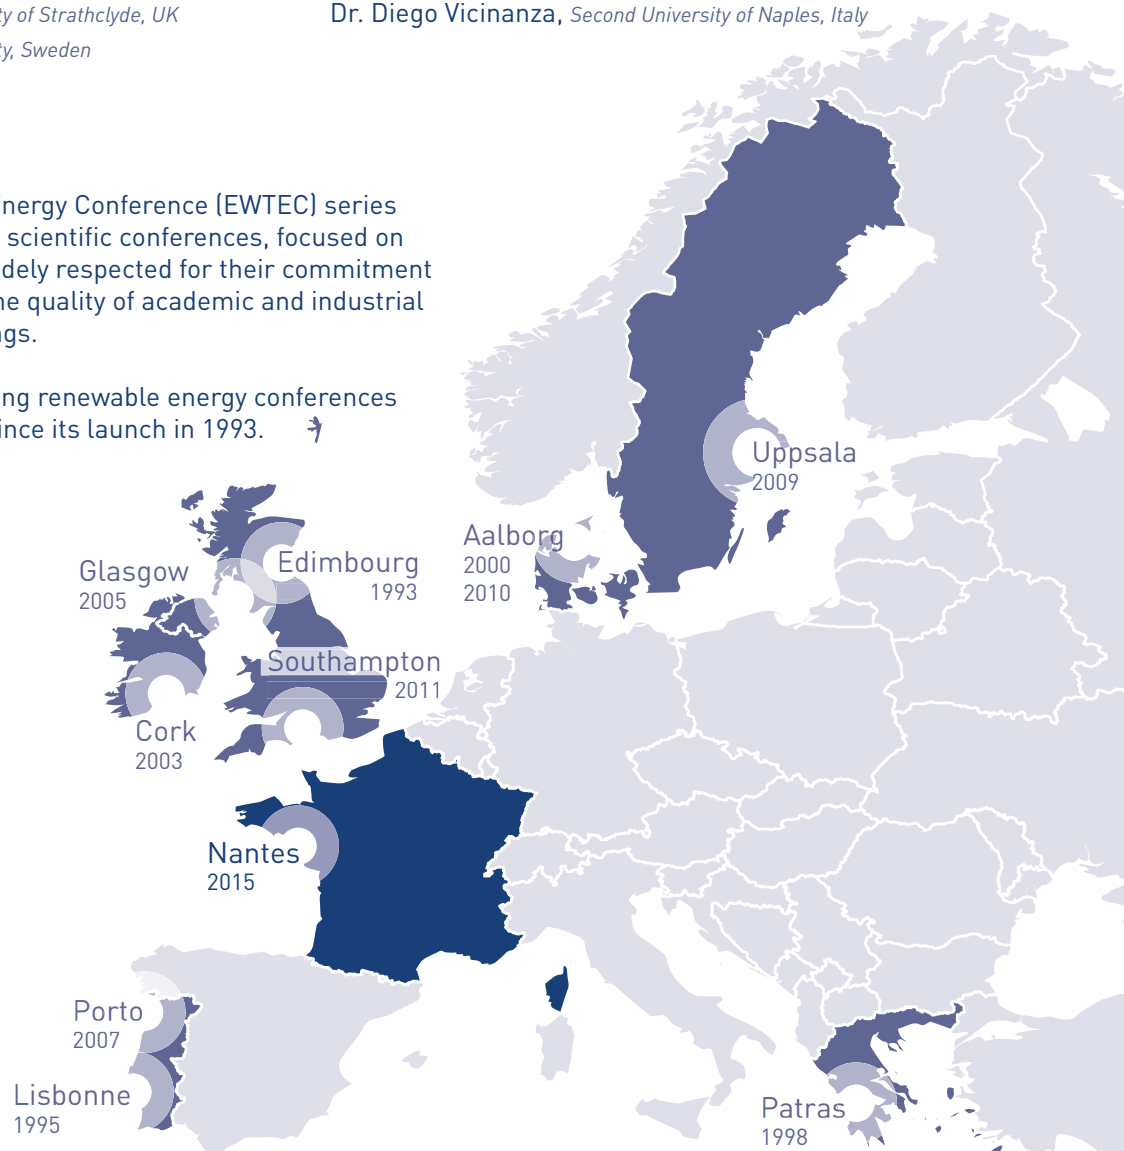 ty of Strathclyde, UK
Dr. Diego Vicinanza, Second University of Naples, Italy
ty, Sweden
Energy Conference (EWTEC) series
scientific conferences, focused on
dely respected for their commitment
he quality of academic and industrial
ngs.
ing renewable energy conferences
ince its launch in 1993.
Uppsala
2009
Aalborg
2000
2010
Edimbourg
1993
Glasgow
2005
Southampton
2011
Cork
2003
Nantes
2015
Porto
2007
Lisbonne
1995
Patras
1998